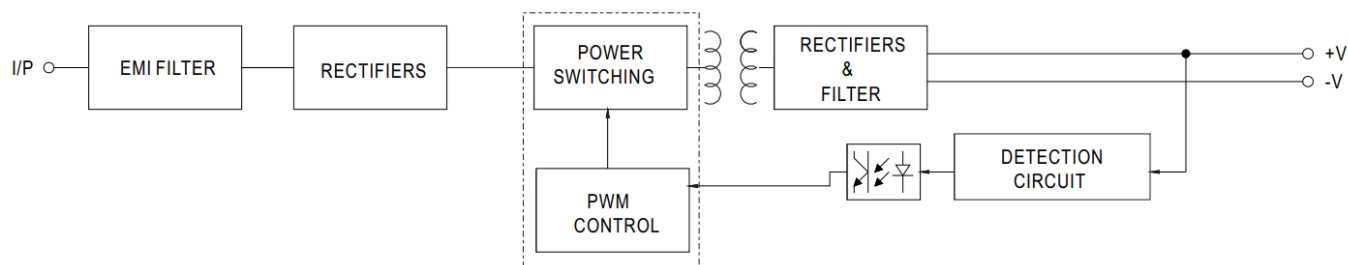 I/P
EMI FILTER
RECTIFIERS
POWER
SWITCHING
RECTIFIERS
&
FILTER
+V
-V
PWM
CONTROL
DETECTION
CIRCUIT